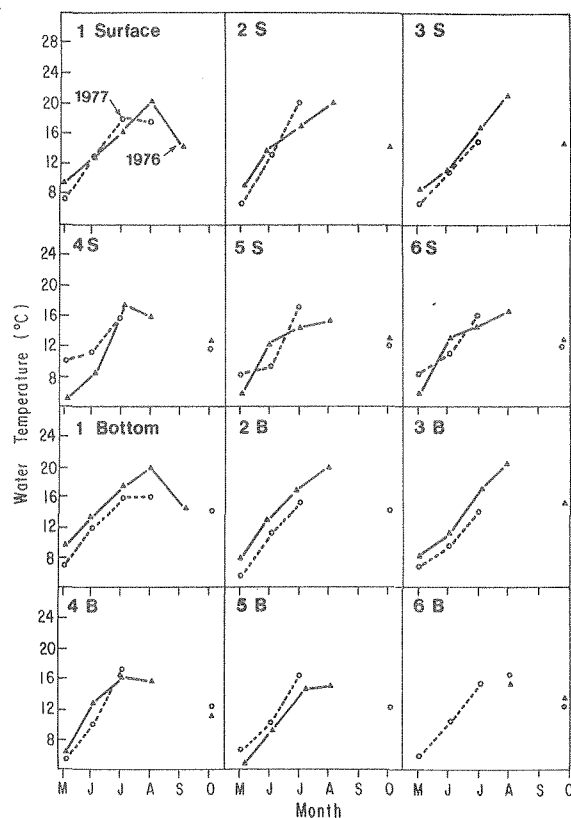 1 Surface
2 S
3 S
28
24
20
16
12
8
1977
1976
4 S
5 S
6 S
24
20
16
12
8
1 Bottom
2 B
3 B
24
20
16
12
8
4 B
5 B
6 B
24
20
16
12
8
Water Temperature (°C)
M J J A S O
M J J A S O
M J J A S O
Month